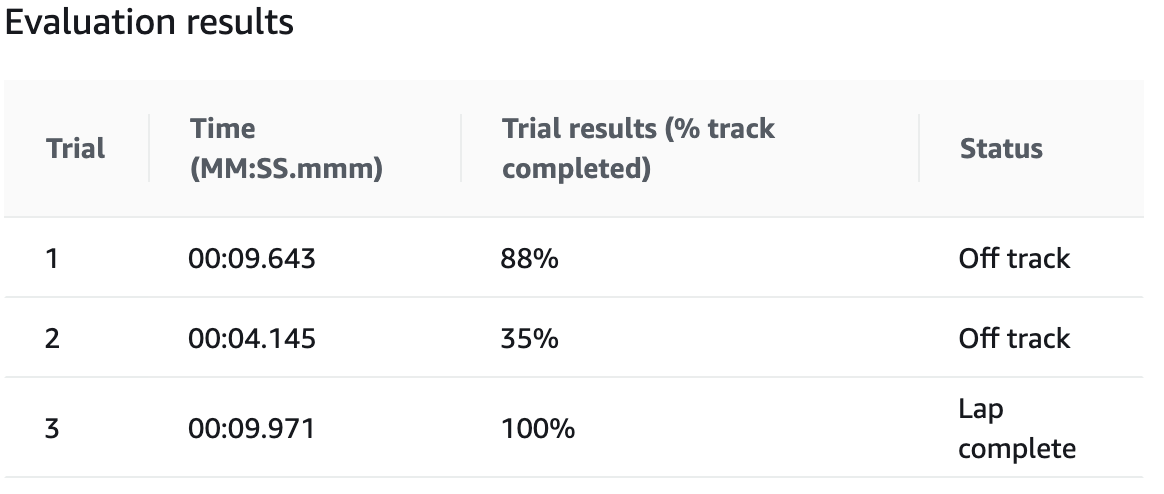 Evaluation results
Trial
Time
(MM:SS.mmm)
Trial results (% track
completed)
Status
1 00:09.643 88% Off track
2 00:04.145 35% Off track
3 00:09.971 100% Lap
complete